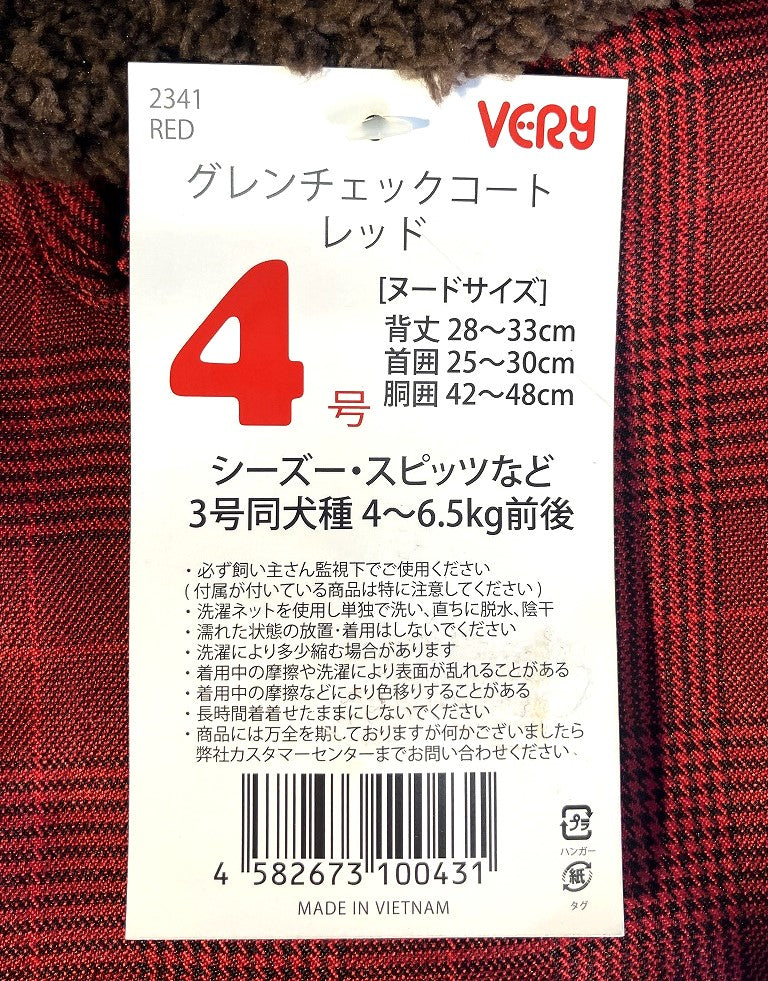 2341
RED
VERY
グレンチェックコート
レッド
4号
[ヌードサイズ]
背丈 28〜33cm
首囲 25〜30cm
胴囲 42〜48cm
シーズー・スピッツなど
3号同犬種 4〜6.5kg前後
・必ず飼い主さん監視下でご使用ください
(付属が付いている商品は特に注意してください)
・洗濯ネットを使用し単独で洗い、直ちに脱水、陰干
・濡れた状態の放置・着用はしないでください
・洗濯により多少縮む場合があります
・着用中の摩擦や洗濯により表面が乱れることがある
・着用中の摩擦などにより色移りすることがある
・長時間着着せたままにしないでください
・商品には万全を期しておりますが何かございましたら
弊社カスタマーセンターまでお問い合わせください、
プラ
ハンガー
紙
タグ
4 582673 100431
MADE IN VIETNAM